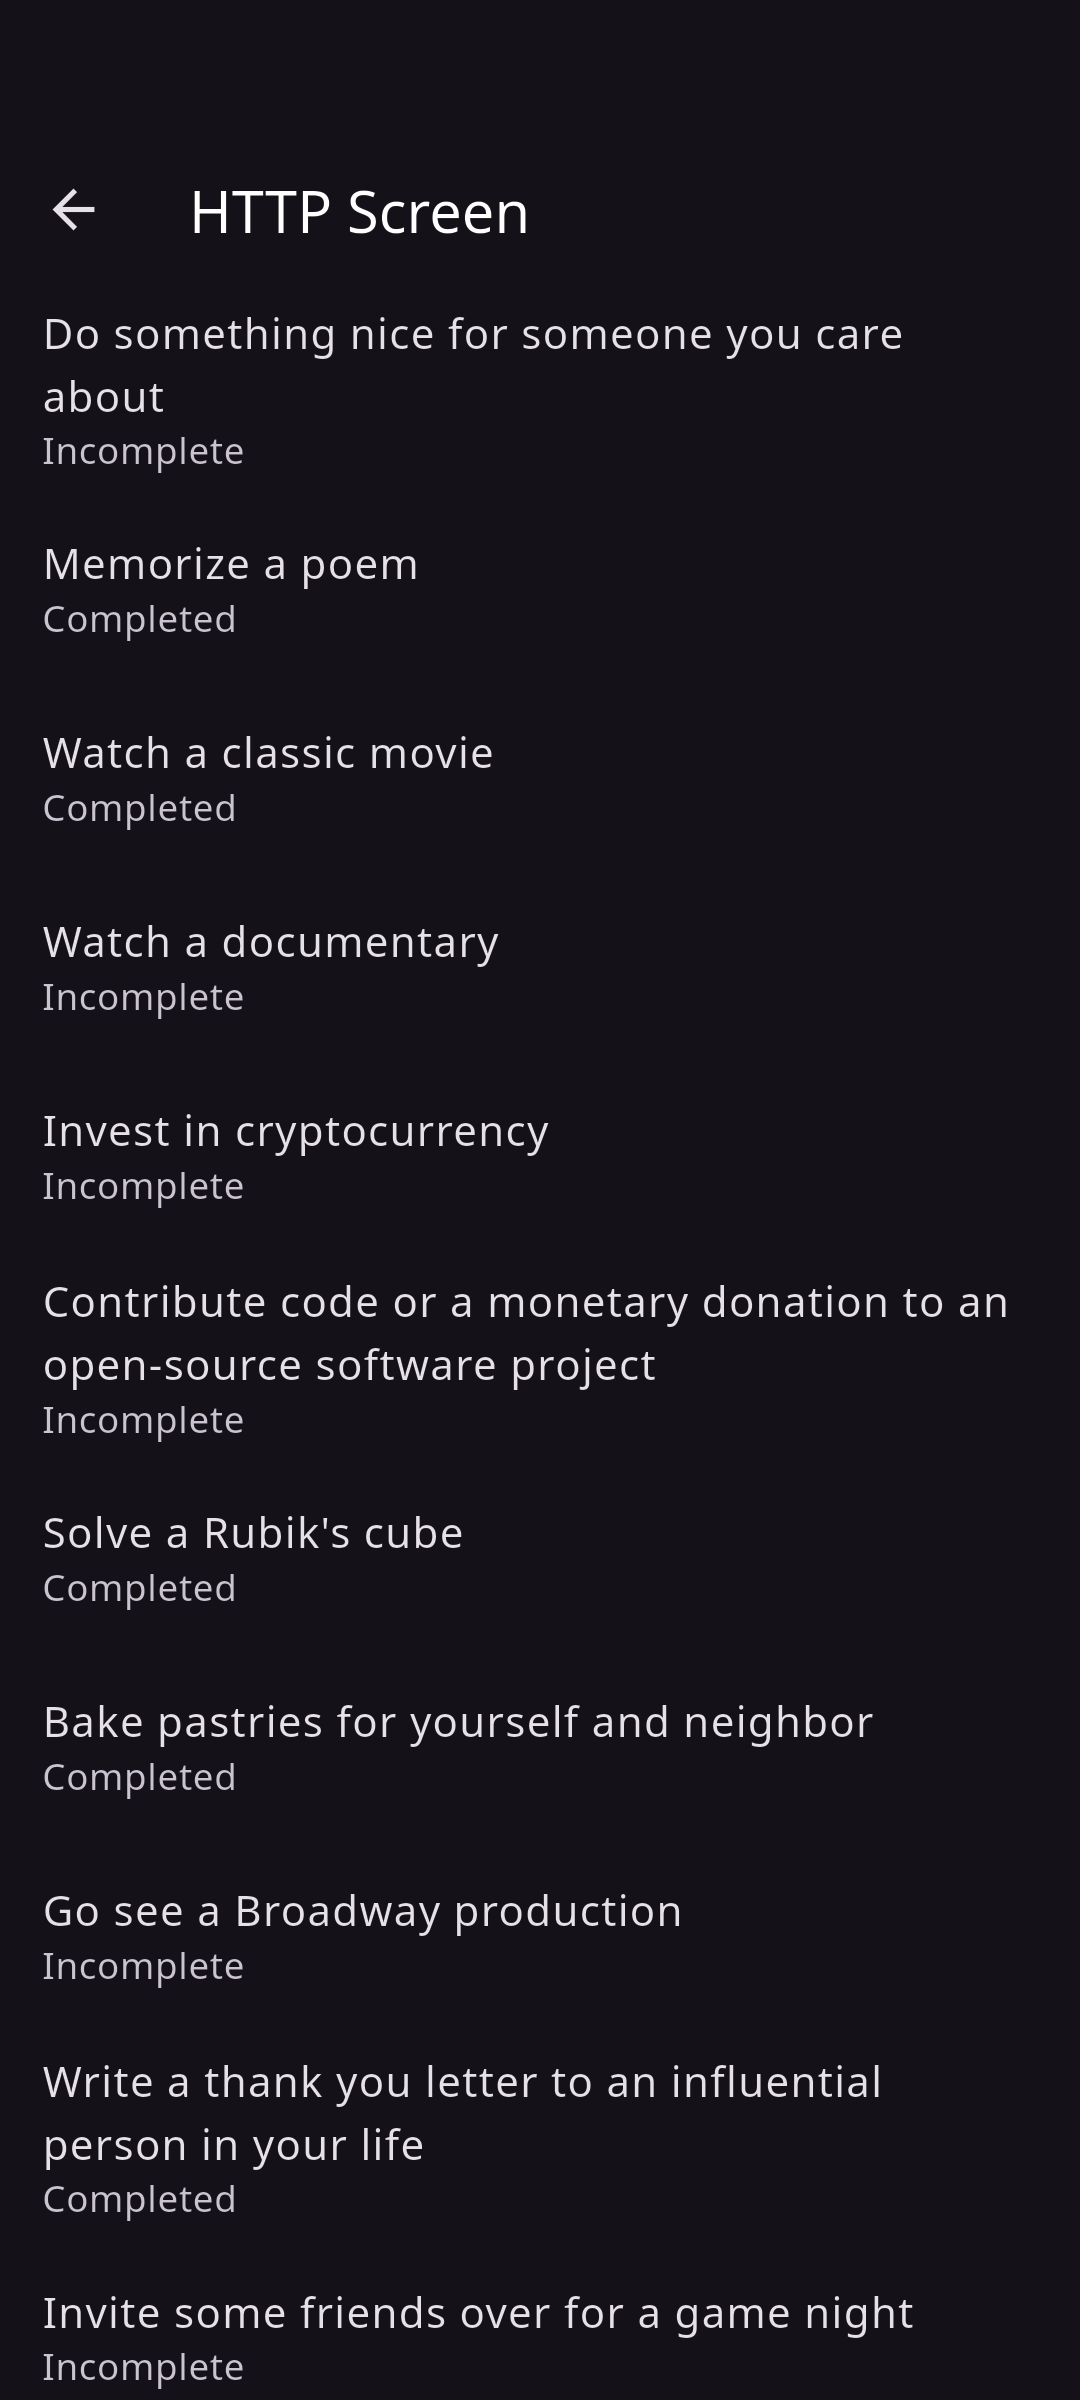 HTTP Screen
Do something nice for someone you care
about
Incomplete
Memorize a poem
Completed
Watch a classic movie
Completed
Watch a documentary
Incomplete
Invest in cryptocurrency
Incomplete
Contribute code or a monetary donation to an
open-source software project
Incomplete
Solve a Rubik's cube
Completed
Bake pastries for yourself and neighbor
Completed
Go see a Broadway production
Incomplete
Write a thank you letter to an influential
person in your life
Completed
Invite some friends over for a game night
Incomplete